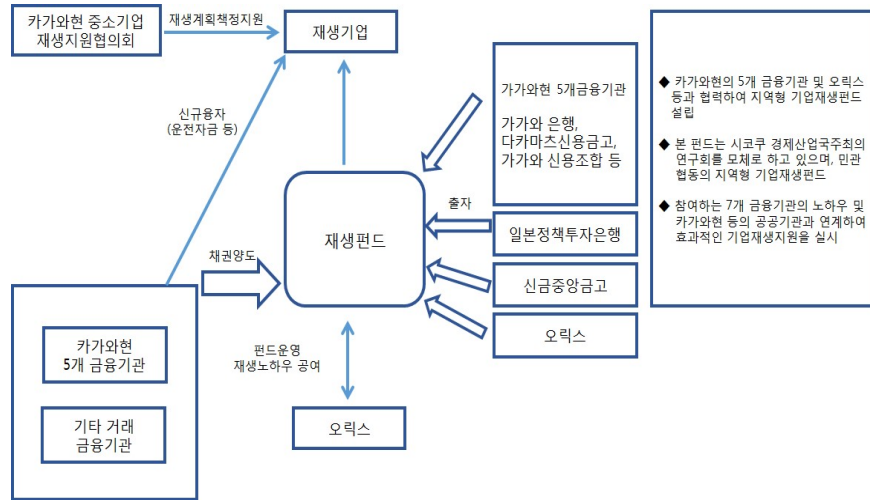 카가와현 중소기업
재생지원협의회
재생계획책정지원
재생기업
신규융자
(운전자금 등)
가가와현 5개금융기관
가가와 은행,
다카마츠신용금고,
가가와 신용조합 등
◆ 카가와현의 5개 금융기관 및 오릭스
등과 협력하여 지역형 기업재생펀드
설립
◆ 본 펀드는 시코쿠 경제산업국주최의
연구회를 모체로 하고 있으며, 민관
협동의 지역형 기업재생펀드
◆ 참여하는 7개 금융기관의 노하우 및
카가와현 등의 공공기관과 연계하여
효과적인 기업재생지원을 실시
재생펀드
출자
일본정책투자은행
신금중앙금고
오릭스
채권양도
카가와현
5개 금융기관
기타 거래
금융기관
펀드운영
재생노하우 공여
오릭스